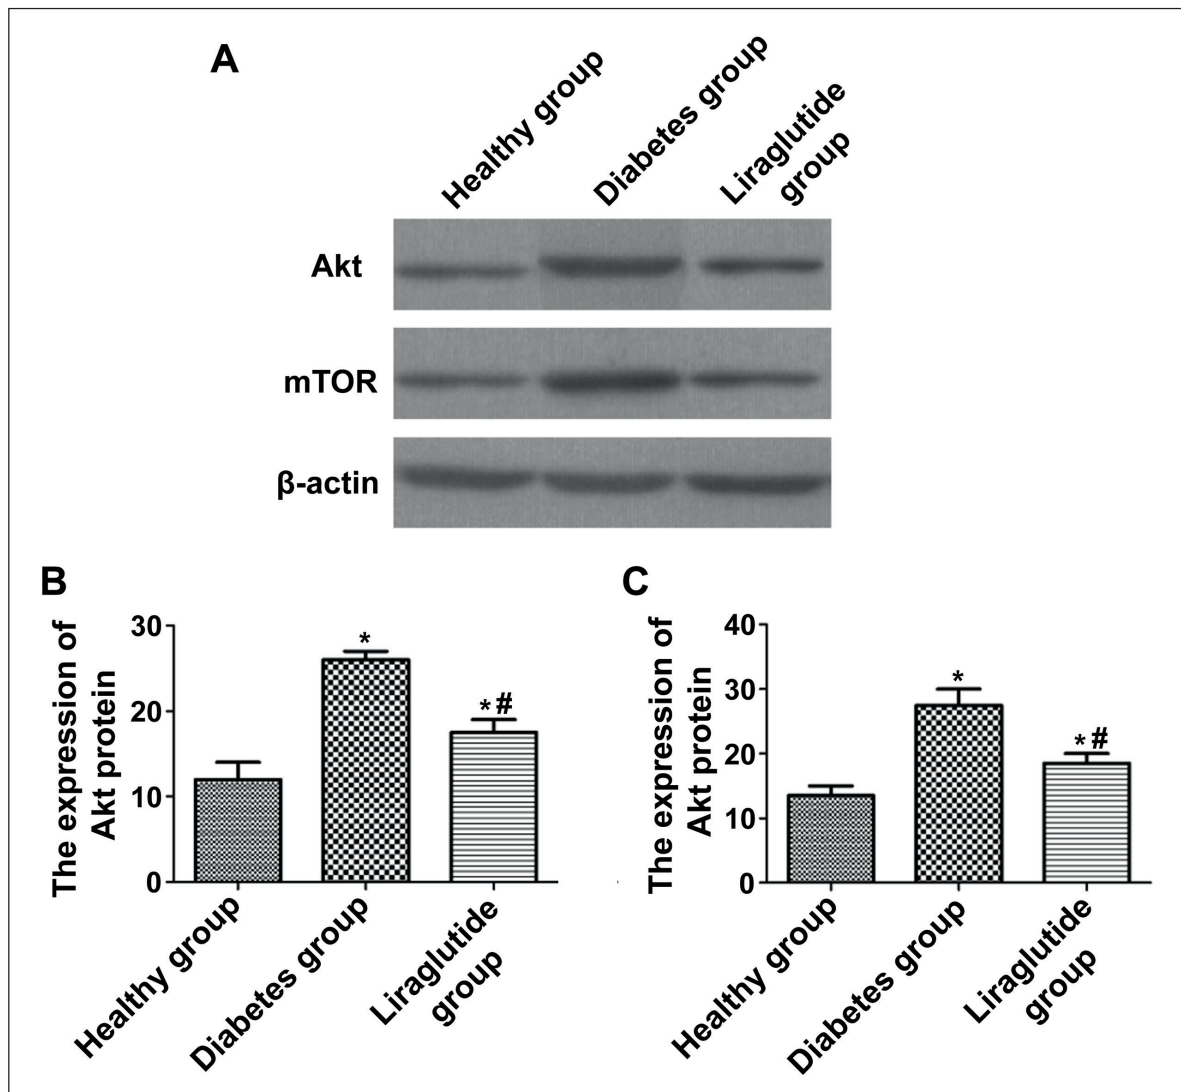 A
Healthy group
Diabetes group
Liraglutide
group
Akt
mTOR
β-actin
B
The expression of
Akt protein
30
20
10
0
*
*#
Healthy group
Diabetes group
Liraglutide
group
C
The expression of
Akt protein
40
30
20
10
0
*
*#
Healthy group
Diabetes group
Liraglutide
group